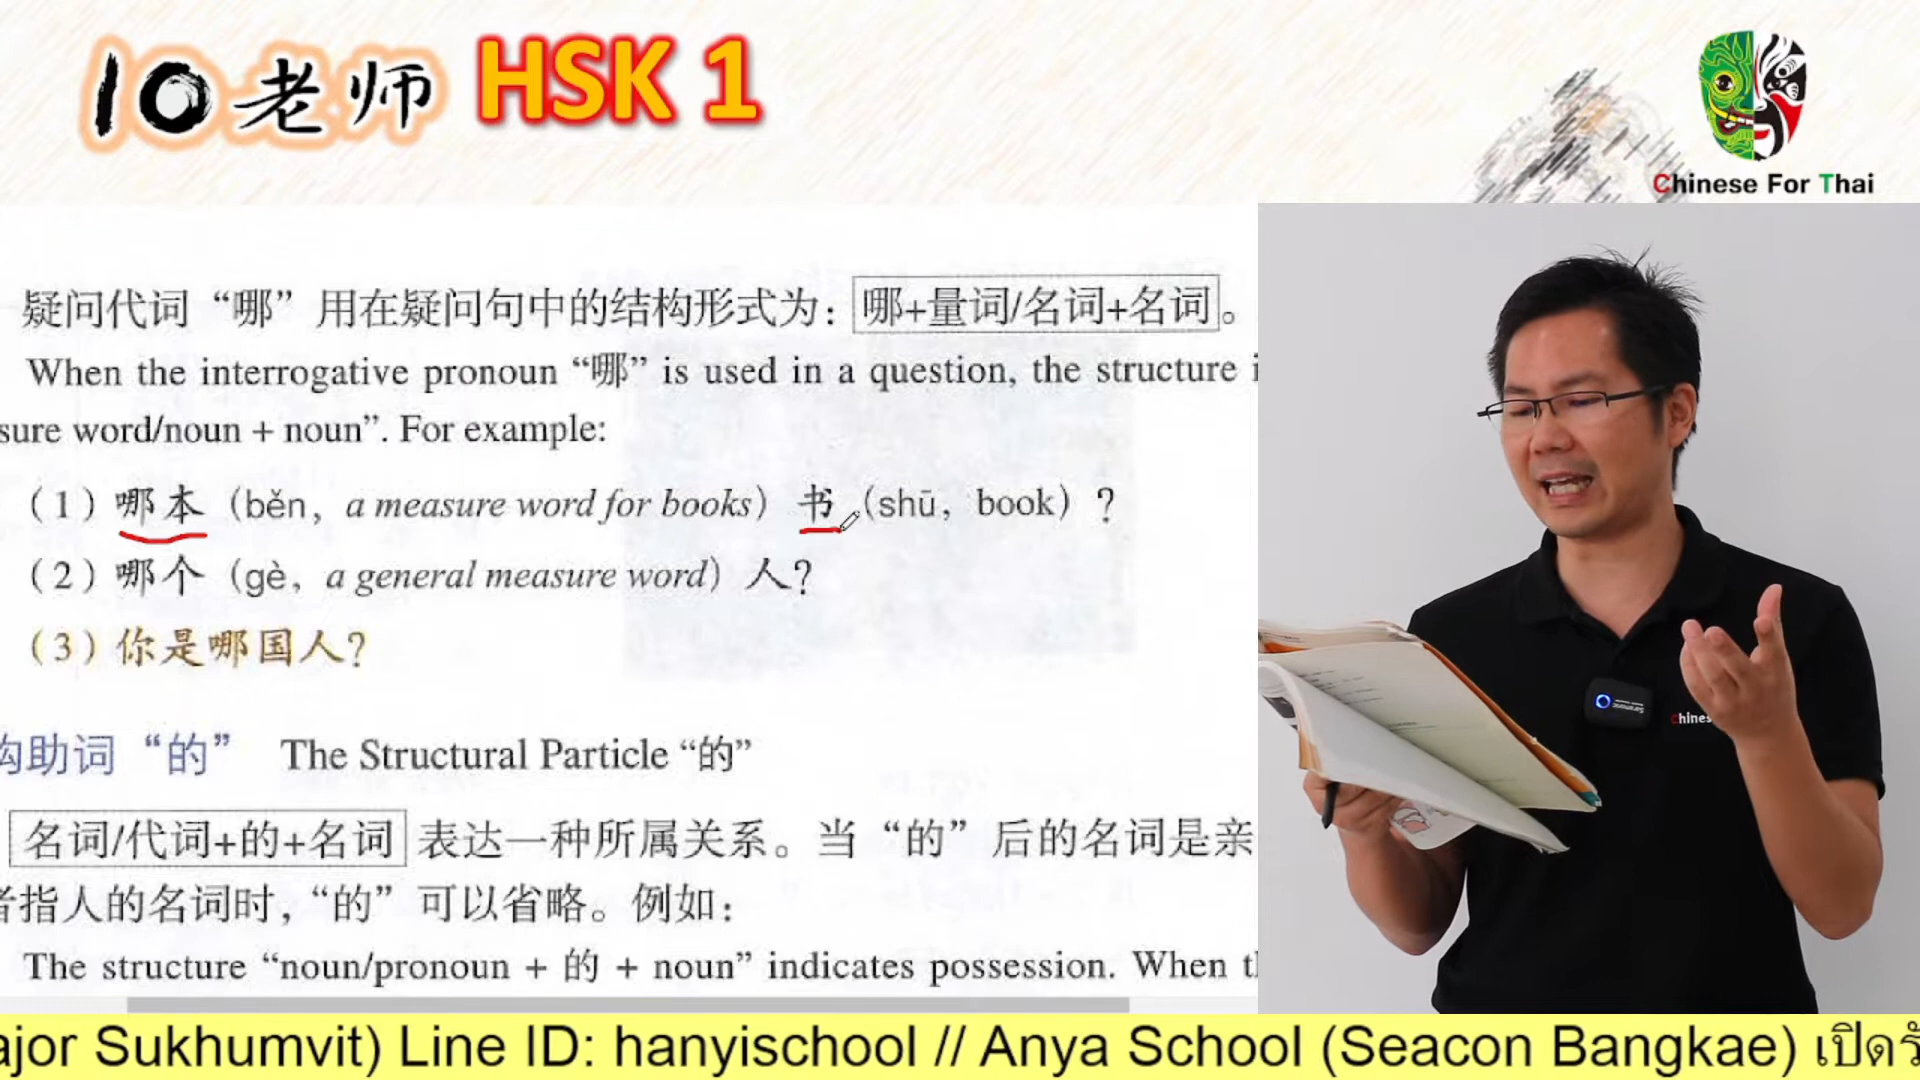 10老师 HSK 1
Chinese For Thai
疑问代词“哪”用在疑问句中的结构形式为：哪+量词/名词+名词。
When the interrogative pronoun “哪” is used in a question, the structure i
sure word/noun + noun”. For example:
（1）哪本（běn, a measure word for books）书（shū, book）？
（2）哪个（gè, a general measure word）人？
（3）你是哪国人？
构助词“的” The Structural Particle “的”
名词/代词+的+名词 表达一种所属关系。当“的”后的名词是亲
者指人的名词时，“的”可以省略。例如：
The structure “noun/pronoun + 的 + noun” indicates possession. When t
Saramonic
Chines
ajor Sukhumvit) Line ID: hanyischool // Anya School (Seacon Bangkae) เปิดรั